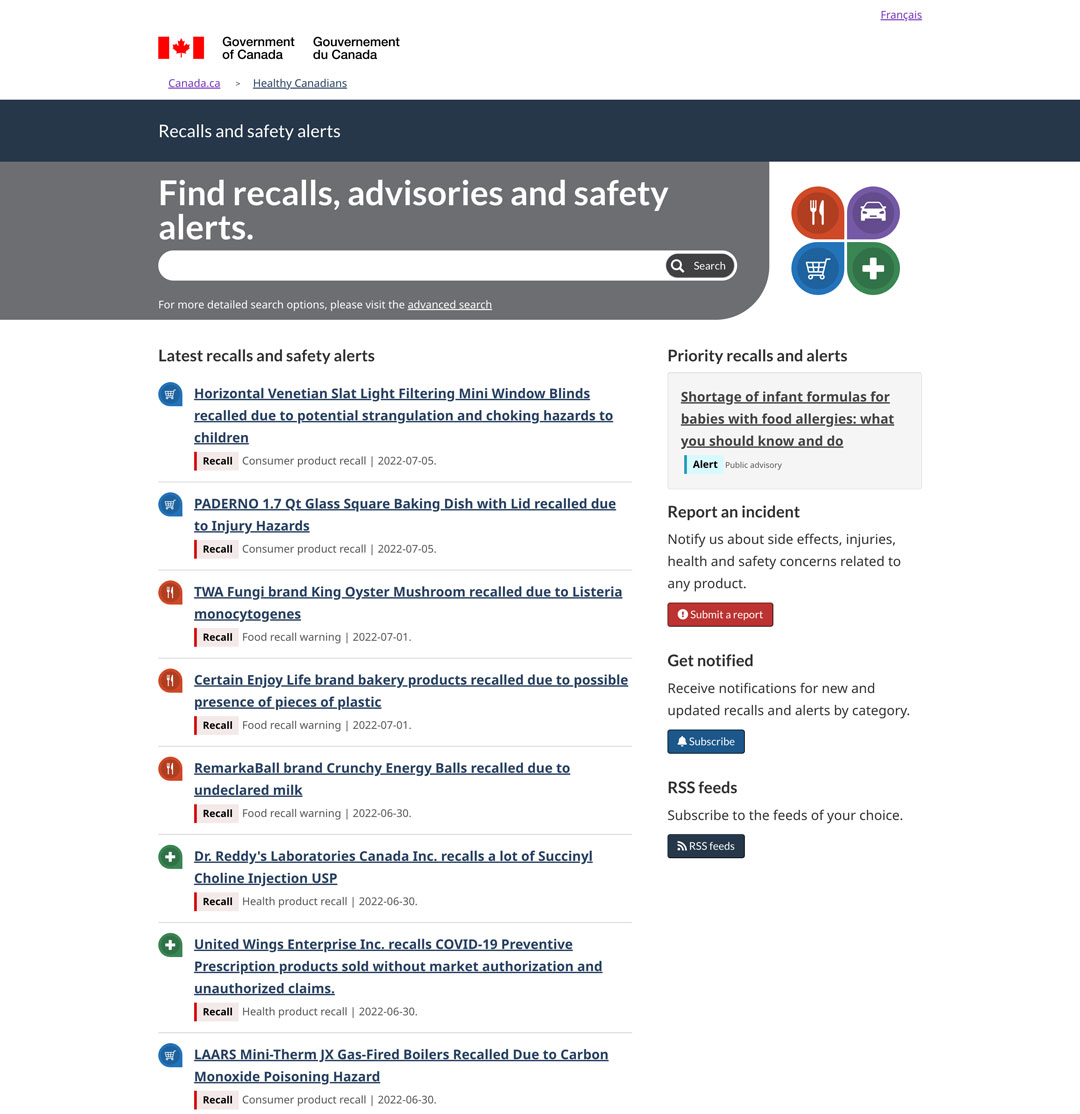 Français
Government of Canada
Gouvernement du Canada
Canada.ca > Healthy Canadians
Recalls and safety alerts
Find recalls, advisories and safety
alerts.
Search
For more detailed search options, please visit the advanced search
Latest recalls and safety alerts
Horizontal Venetian Slat Light Filtering Mini Window Blinds
recalled due to potential strangulation and choking hazards to
children
Recall Consumer product recall | 2022-07-05.
PADERNO 1.7 Qt Glass Square Baking Dish with Lid recalled due
to Injury Hazards
Recall Consumer product recall | 2022-07-05.
TWA Fungi brand King Oyster Mushroom recalled due to Listeria
monocytogenes
Recall Food recall warning | 2022-07-01.
Certain Enjoy Life brand bakery products recalled due to possible
presence of pieces of plastic
Recall Food recall warning | 2022-07-01.
RemarkaBall brand Crunchy Energy Balls recalled due to
undeclared milk
Recall Food recall warning | 2022-06-30.
Dr. Reddy's Laboratories Canada Inc. recalls a lot of Succinyl
Choline Injection USP
Recall Health product recall | 2022-06-30.
United Wings Enterprise Inc. recalls COVID-19 Preventive
Prescription products sold without market authorization and
unauthorized claims.
Recall Health product recall | 2022-06-30.
LAARS Mini-Therm JX Gas-Fired Boilers Recalled Due to Carbon
Monoxide Poisoning Hazard
Recall Consumer product recall | 2022-06-30.
Priority recalls and alerts
Shortage of infant formulas for
babies with food allergies: what
you should know and do
Alert Public advisory
Report an incident
Notify us about side effects, injuries,
health and safety concerns related to
any product.
Submit a report
Get notified
Receive notifications for new and
updated recalls and alerts by category.
Subscribe
RSS feeds
Subscribe to the feeds of your choice.
RSS feeds